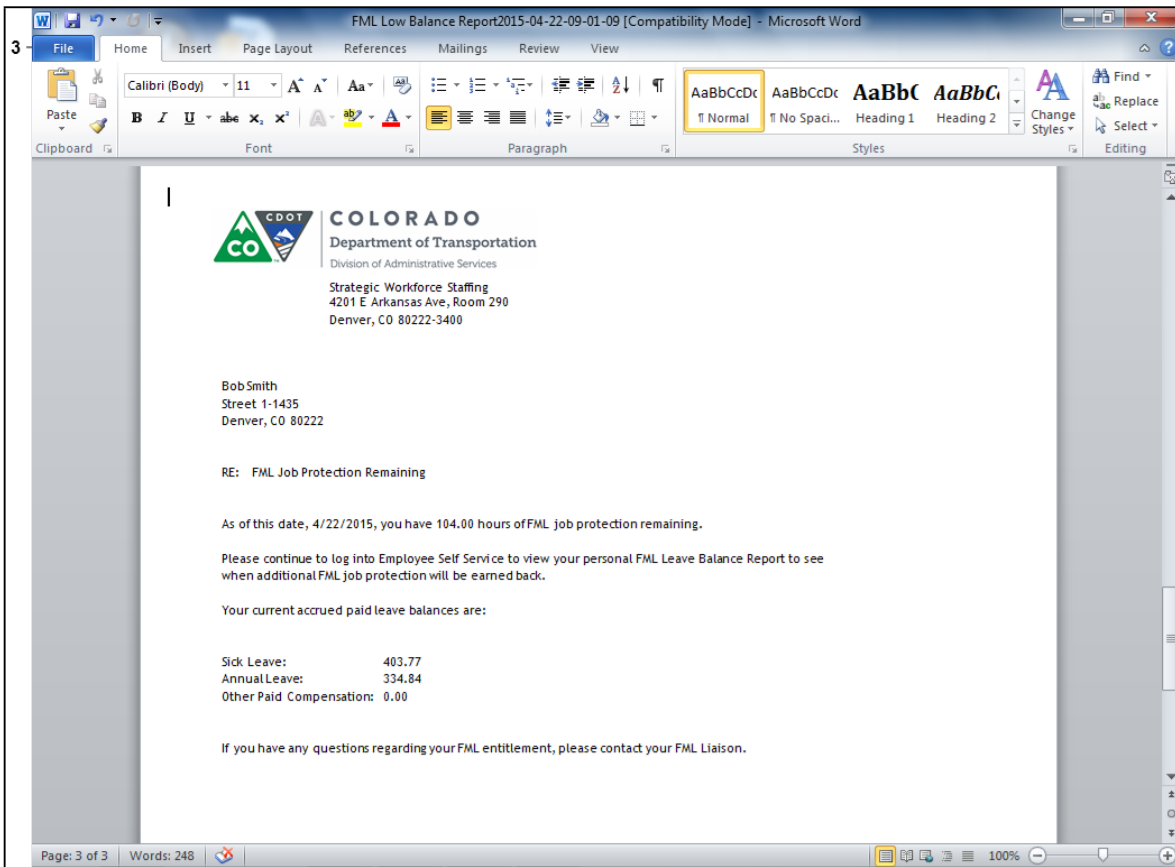 FML Low Balance Report2015-04-22-09-01-09 [Compatibility Mode] - Microsoft Word
3
File Home Insert Page Layout References Mailings Review View
Calibri (Body) 11 Aa
AaBbCcDc AaBbCcDc AaBbC AaBbCc
Find
Replace
Select
Paste
B I U abc X₂ X² ab A
¶ Normal ¶ No Spaci... Heading 1 Heading 2
Change Styles
Clipboard Font Paragraph Styles Editing
CDOT
CO
COLORADO
Department of Transportation
Division of Administrative Services
Strategic Workforce Staffing
4201 E Arkansas Ave, Room 290
Denver, CO 80222-3400
Bob Smith
Street 1-1435
Denver, CO 80222
RE: FML Job Protection Remaining
As of this date, 4/22/2015, you have 104.00 hours of FML job protection remaining.
Please continue to log into Employee Self Service to view your personal FML Leave Balance Report to see
when additional FML job protection will be earned back.
Your current accrued paid leave balances are:
Sick Leave: 403.77
Annual Leave: 334.84
Other Paid Compensation: 0.00
If you have any questions regarding your FML entitlement, please contact your FML Liaison.
Page: 3 of 3 Words: 248 100%